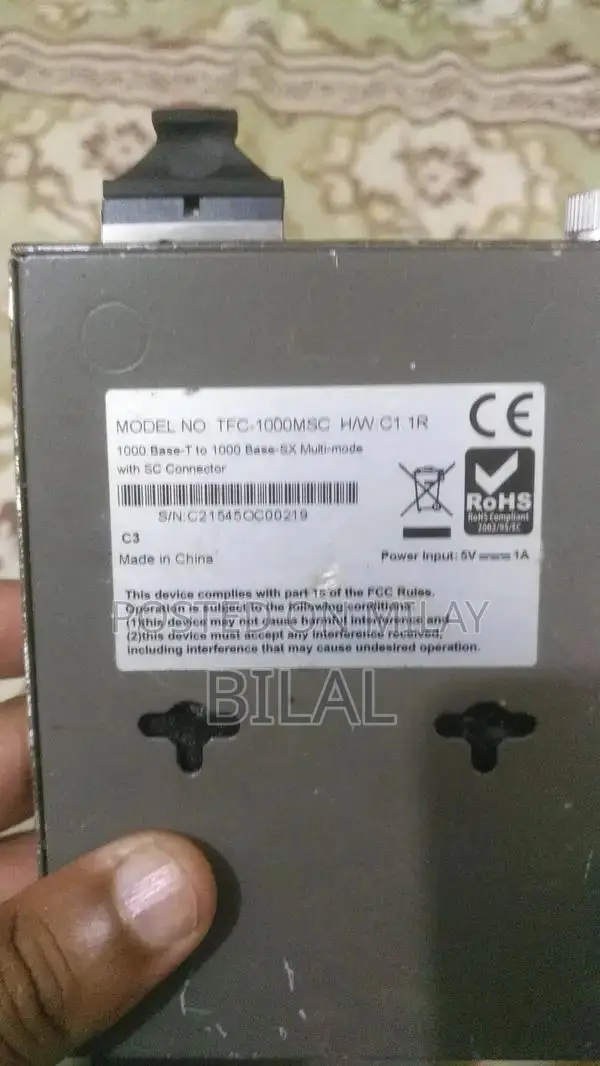 MODEL NO TFC-1000MSC H/W C1.1R
1000 Base-T to 1000 Base-SX Multi-mode
with SC Connector
S/N:C21545OC00219
C3
Made in China
CE
RoHS
RoHS Compliant
2002/95/EC
Power Input: 5V 1A
This device complies with part 15 of the FCC Rules.
Operation is subject to the following conditions
(1)this device may not cause harmful interference and
(2)this device must accept any interference received,
including interference that may cause undesired operation.
POSTED ON MLAY
BILAL